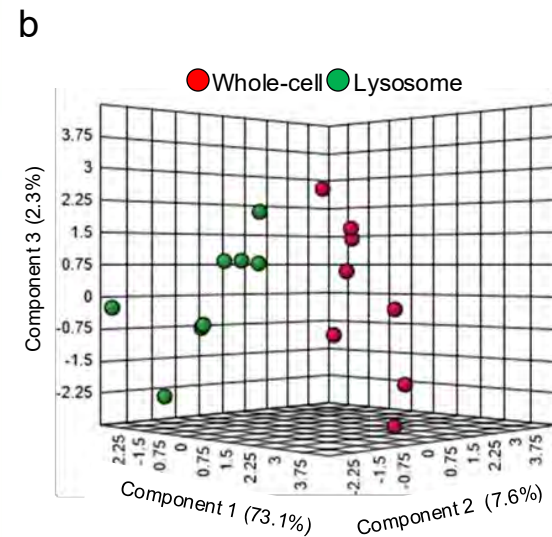 b
Whole-cell Lysosome
Component 3 (2.3%)
3.75
3
2.25
1.5
0.75
0
-0.75
-1.5
-2.25
2.25 -1.5 0.75 0 0.75 1.5 2.25 3 3.75
-2.25 -1.5 -0.75 0 0.75 1.5 2.25 3 3.75
Component 1 (73.1%) Component 2 (7.6%)